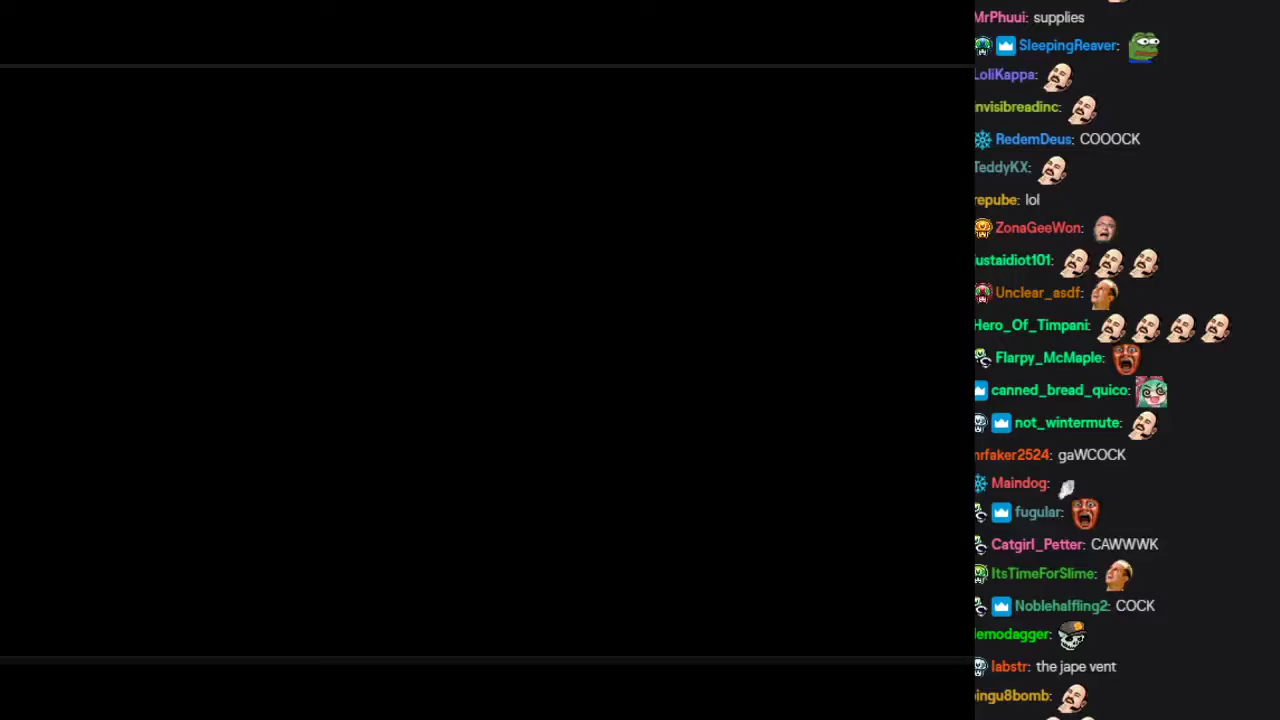 MrPhuui: supplies
SleepingReaver:
LoliKappa:
nvisibreadinc:
RedemDeus: COOOCK
TeddyKX:
repube: lol
ZonaGeeWon:
ustaidiot101:
Unclear_asdf:
Hero_Of_Timpani:
Flarpy_McMaple:
canned_bread_quico:
not_wintermute:
rfaker2524: gaWCOCK
Maindog:
fugular:
Catgirl_Petter: CAWWWK
ItsTimeForSlime:
Noblehalfling2: COCK
lemodagger:
labstr: the jape vent
pingu8bomb: